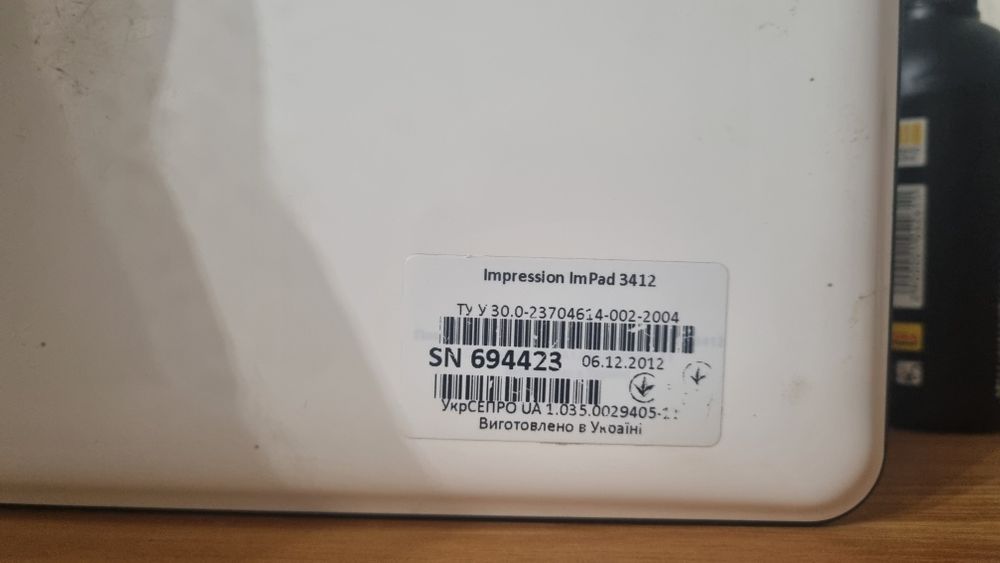 Impression ImPad 3412
ТУ У 30.0-23704614-002-2004
SN 694423 06.12.2012
УкрСЕПРО UA 1.035.0029405-11
Виготовлено в Україні